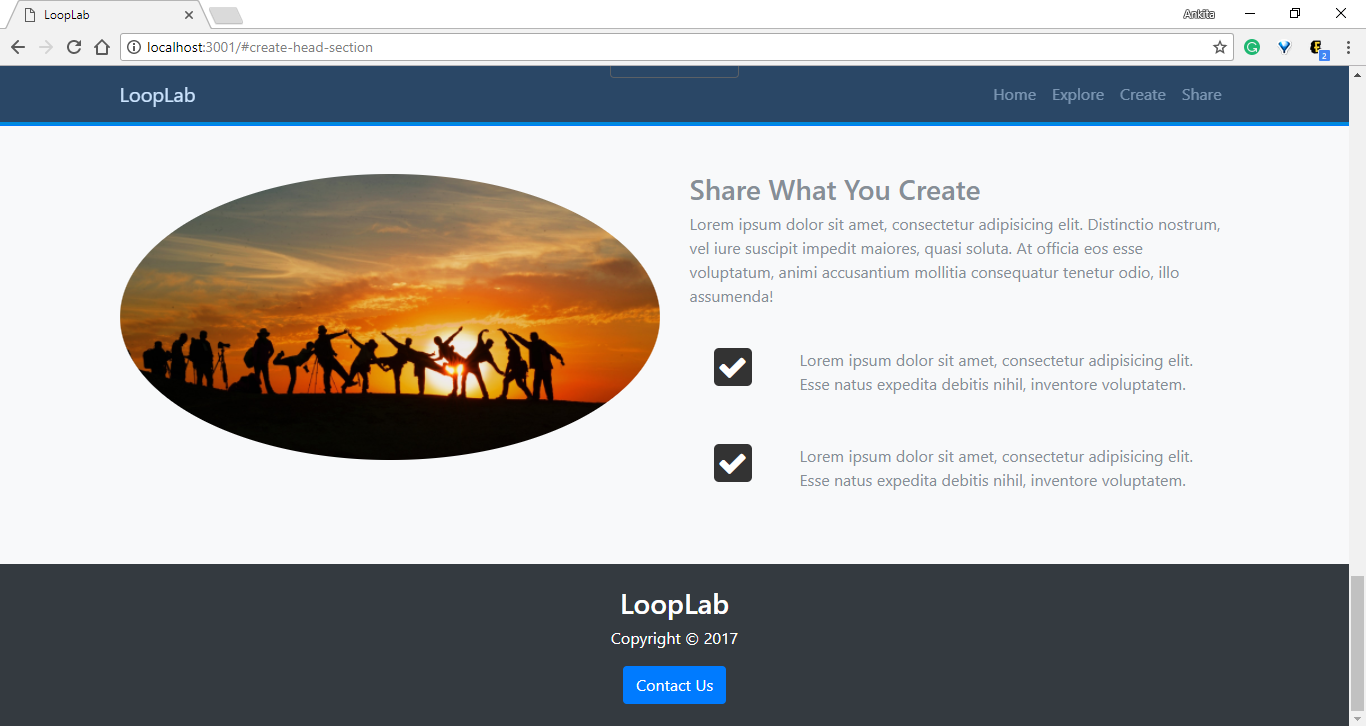 LoopLab
Ankita
localhost:3001/#create-head-section
2
LoopLab
Home Explore Create Share
Share What You Create
Lorem ipsum dolor sit amet, consectetur adipisicing elit. Distinctio nostrum,
vel iure suscipit impedit maiores, quasi soluta. At officia eos esse
voluptatum, animi accusantium mollitia consequatur tenetur odio, illo
assumenda!
Lorem ipsum dolor sit amet, consectetur adipisicing elit.
Esse natus expedita debitis nihil, inventore voluptatem.
Lorem ipsum dolor sit amet, consectetur adipisicing elit.
Esse natus expedita debitis nihil, inventore voluptatem.
LoopLab
Copyright © 2017
Contact Us